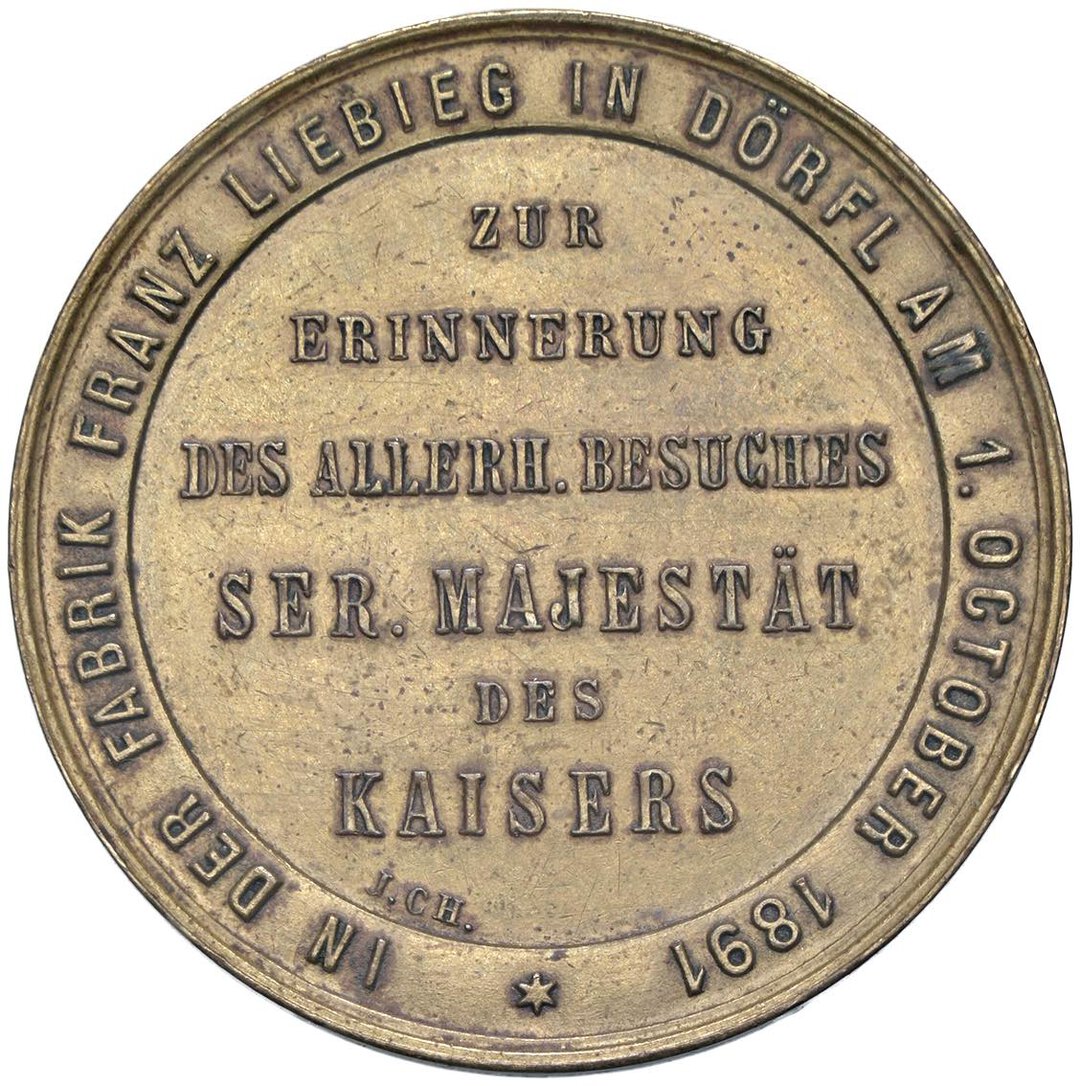 IN DER FABRIK FRANZ LIEBIEG IN DÖRFL AM 1. OCTOBER 1891
ZUR
ERINNERUNG
DES ALLERH. BESUCHES
SER. MAJESTÄT
DES
KAISERS
I.CH.